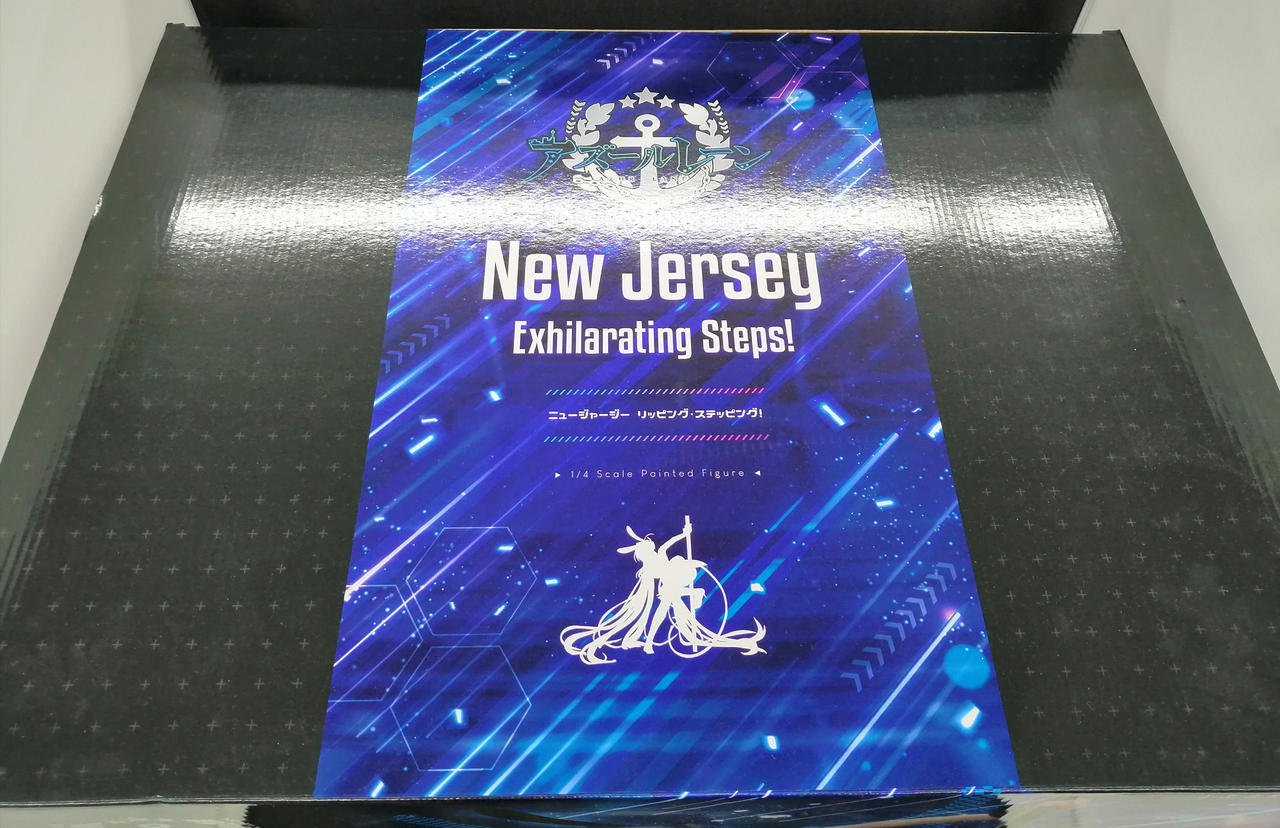 アズールレーン
New Jersey
Exhilarating Steps!
ニュージャージー リッピング・ステッピング!
▶ 1/4 Scale Painted Figure ◀